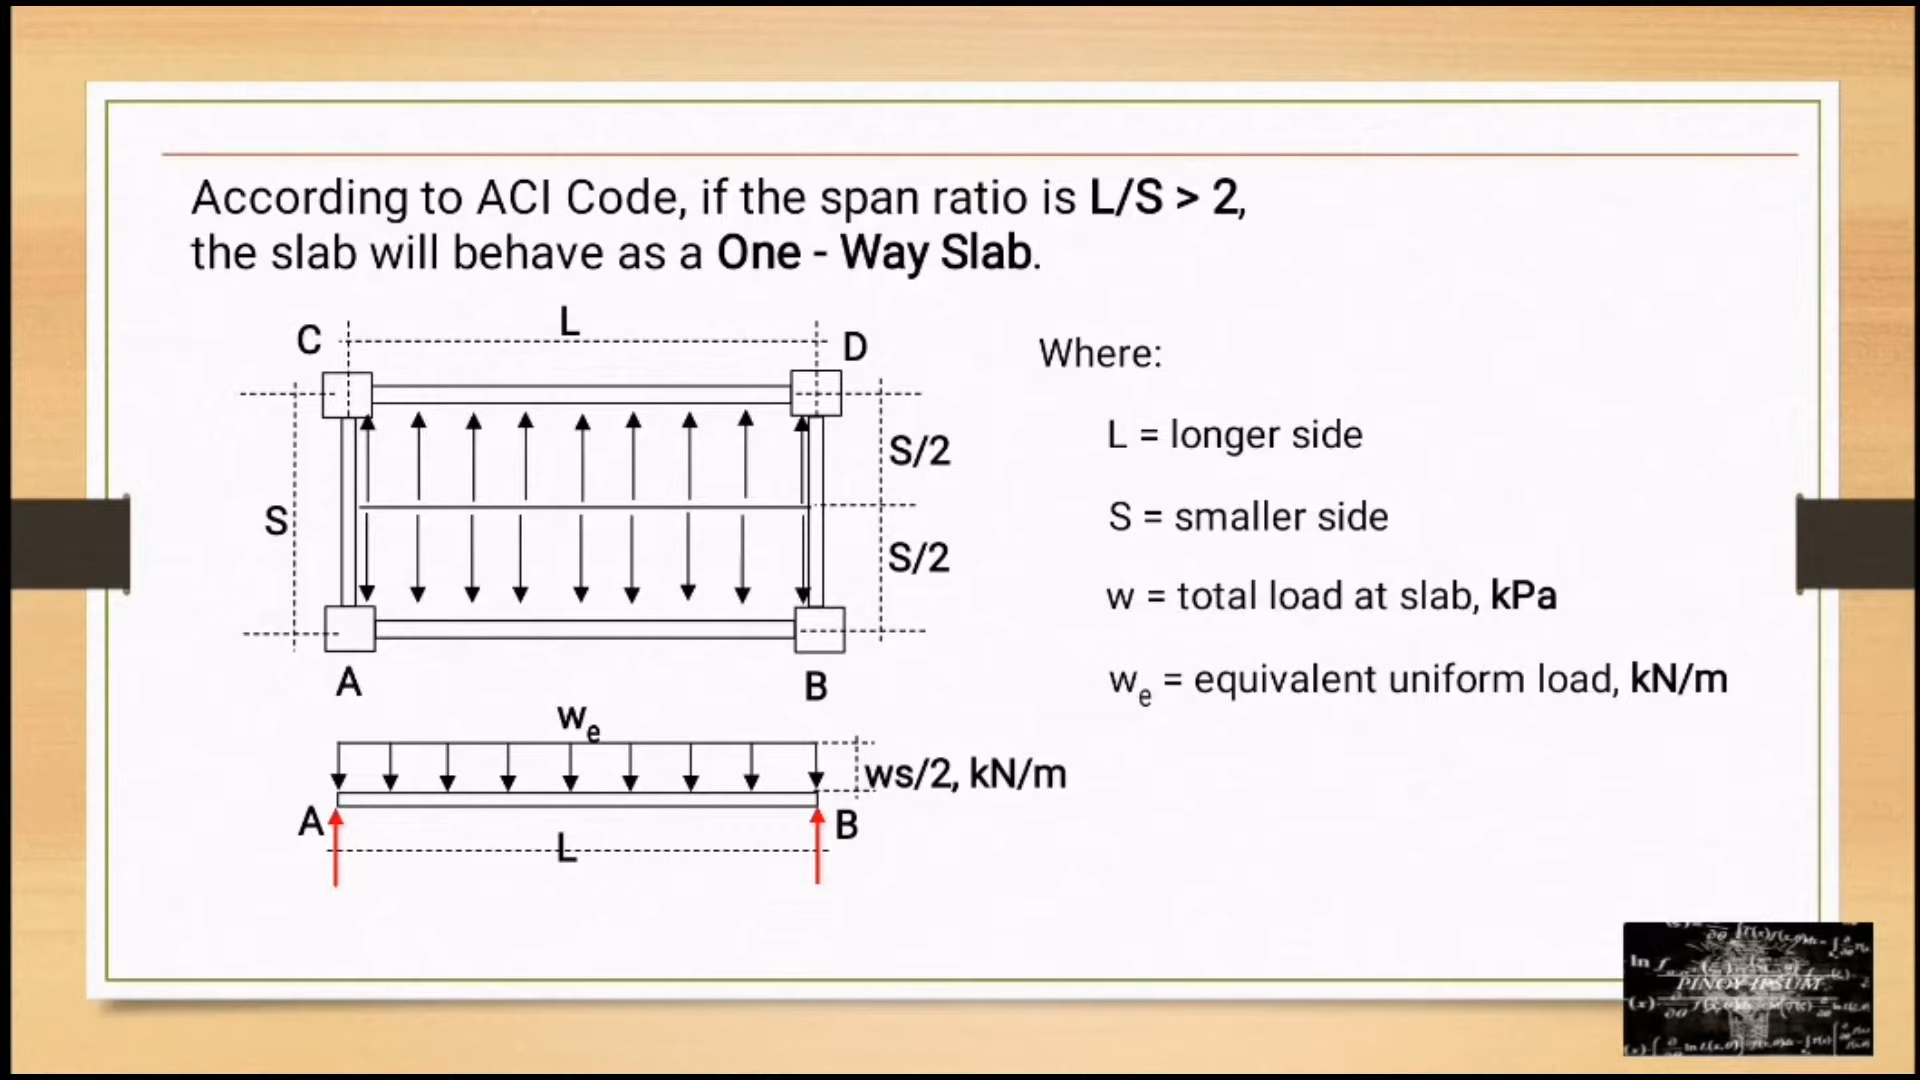 According to ACI Code, if the span ratio is L/S > 2,
the slab will behave as a One - Way Slab.
L
C
D
Where:
S/2
L = longer side
S
S = smaller side
S/2
w = total load at slab, kPa
A
B
wₑ = equivalent uniform load, kN/m
wₑ
ws/2, kN/m
A
B
L
ln
PINOY IPSUM